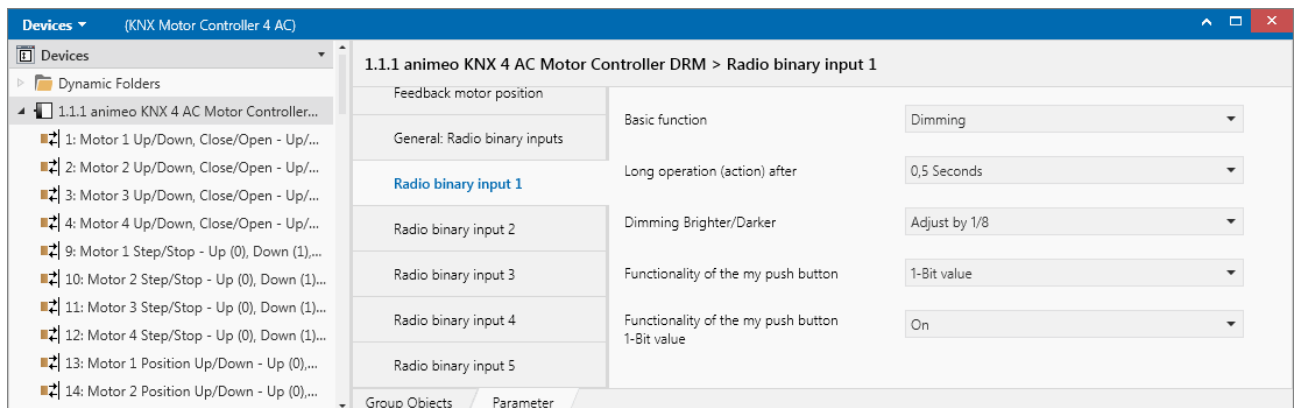 Devices (KNX Motor Controller 4 AC)
Devices
Dynamic Folders
1.1.1 animeo KNX 4 AC Motor Controller...
1: Motor 1 Up/Down, Close/Open - Up/...
2: Motor 2 Up/Down, Close/Open - Up/...
3: Motor 3 Up/Down, Close/Open - Up/...
4: Motor 4 Up/Down, Close/Open - Up/...
9: Motor 1 Step/Stop - Up (0), Down (1),...
10: Motor 2 Step/Stop - Up (0), Down (1)...
11: Motor 3 Step/Stop - Up (0), Down (1)...
12: Motor 4 Step/Stop - Up (0), Down (1)...
13: Motor 1 Position Up/Down - Up (0),...
14: Motor 2 Position Up/Down - Up (0),...
1.1.1 animeo KNX 4 AC Motor Controller DRM > Radio binary input 1
Feedback motor position
General: Radio binary inputs
Radio binary input 1
Radio binary input 2
Radio binary input 3
Radio binary input 4
Radio binary input 5
Basic function Dimming
Long operation (action) after 0,5 Seconds
Dimming Brighter/Darker Adjust by 1/8
Functionality of the my push button 1-Bit value
Functionality of the my push button
1-Bit value On
Group Objects Parameter